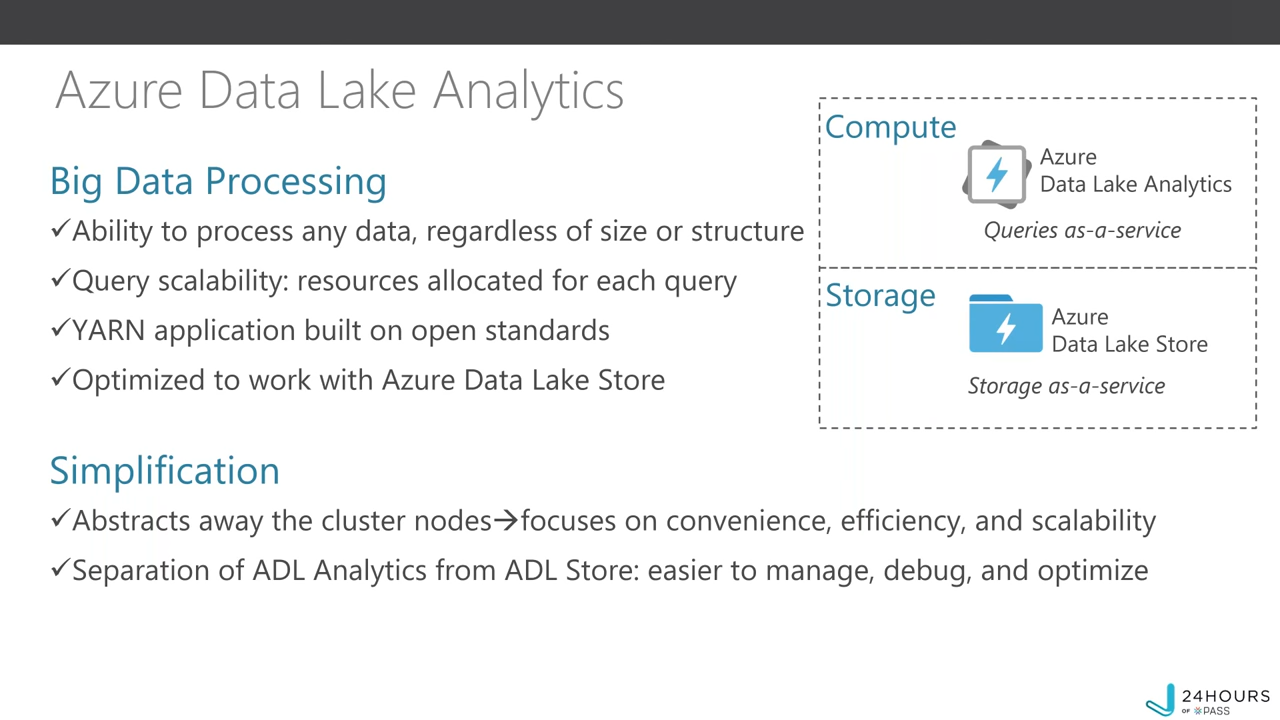 Azure Data Lake Analytics
Big Data Processing
✓Ability to process any data, regardless of size or structure
✓Query scalability: resources allocated for each query
✓YARN application built on open standards
✓Optimized to work with Azure Data Lake Store
Simplification
✓Abstracts away the cluster nodes→focuses on convenience, efficiency, and scalability
✓Separation of ADL Analytics from ADL Store: easier to manage, debug, and optimize
Compute
Azure
Data Lake Analytics
Queries as-a-service
Storage
Azure
Data Lake Store
Storage as-a-service
24HOURS
OF PASS